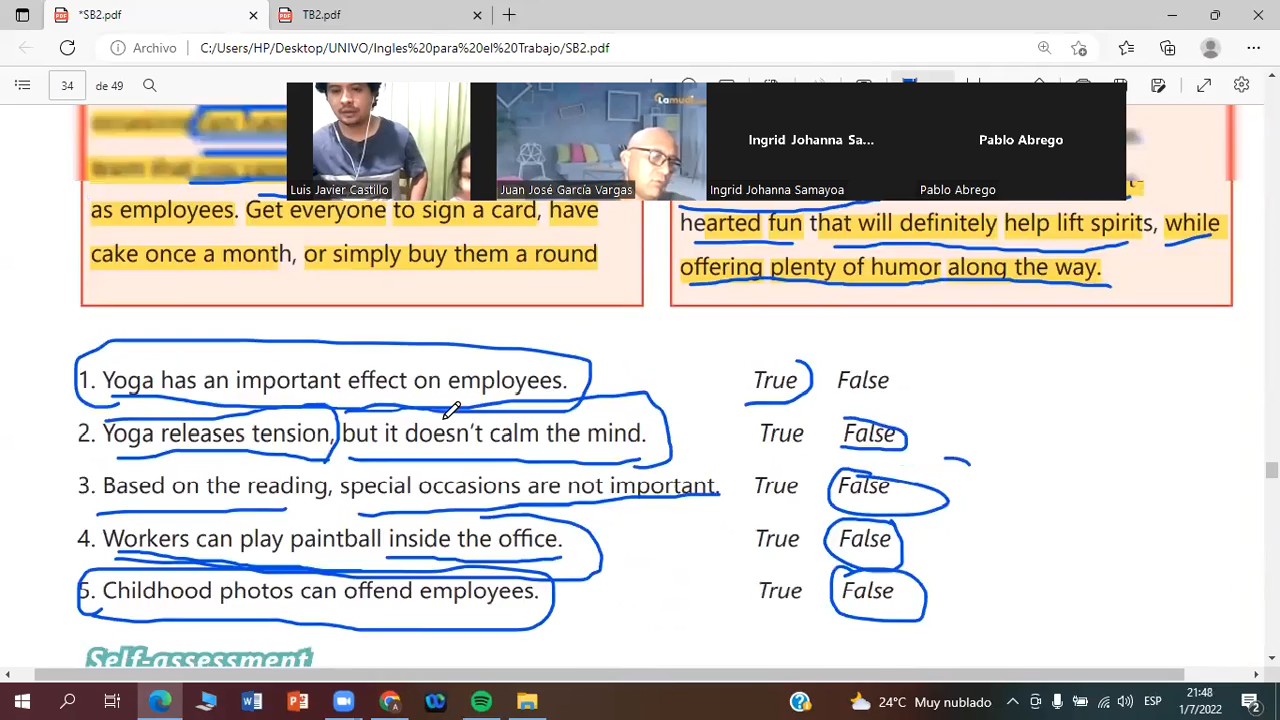 *SB2.pdf
TB2.pdf
Archivo
C:/Users/HP/Desktop/UNIVO/Ingles%20para%20el%20Trabajo/SB2.pdf
34 de 49
Lamudi
Ingrid Johanna Sa...
Pablo Abrego
Luis Javier Castillo
Juan José García Vargas
Ingrid Johanna Samayoa
Pablo Abrego
as employees. Get everyone to sign a card, have
cake once a month, or simply buy them a round
hearted fun that will definitely help lift spirits, while
offering plenty of humor along the way.
1. Yoga has an important effect on employees. True False
2. Yoga releases tension, but it doesn't calm the mind. True False
3. Based on the reading, special occasions are not important. True False
4. Workers can play paintball inside the office. True False
5. Childhood photos can offend employees. True False
Self-assessment
24°C Muy nublado
ESP
21:48
1/7/2022
2